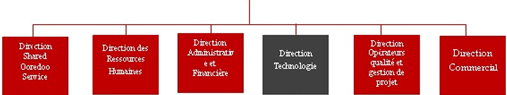 Direction
Shared
Ooredoo
Service
Direction des
Ressources
Humaines
Direction
Administrativ
e et
Financière
Direction
Technologie
Direction
Opérateurs
qualité et
gestion de
projet
Direction
Commercial